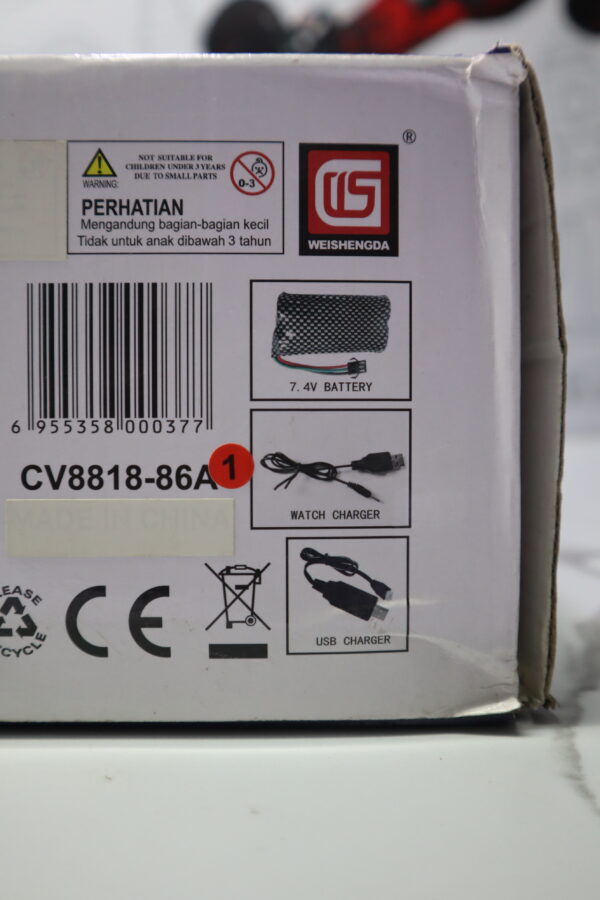 WARNING:
NOT SUITABLE FOR
CHILDREN UNDER 3 YEARS
DUE TO SMALL PARTS
0-3
PERHATIAN
Mengandung bagian-bagian kecil
Tidak untuk anak dibawah 3 tahun
®
WEISHENGDA
7.4V BATTERY
6 955358 000377
CV8818-86A
1
WATCH CHARGER
MADE IN CHINA
CE
USB CHARGER